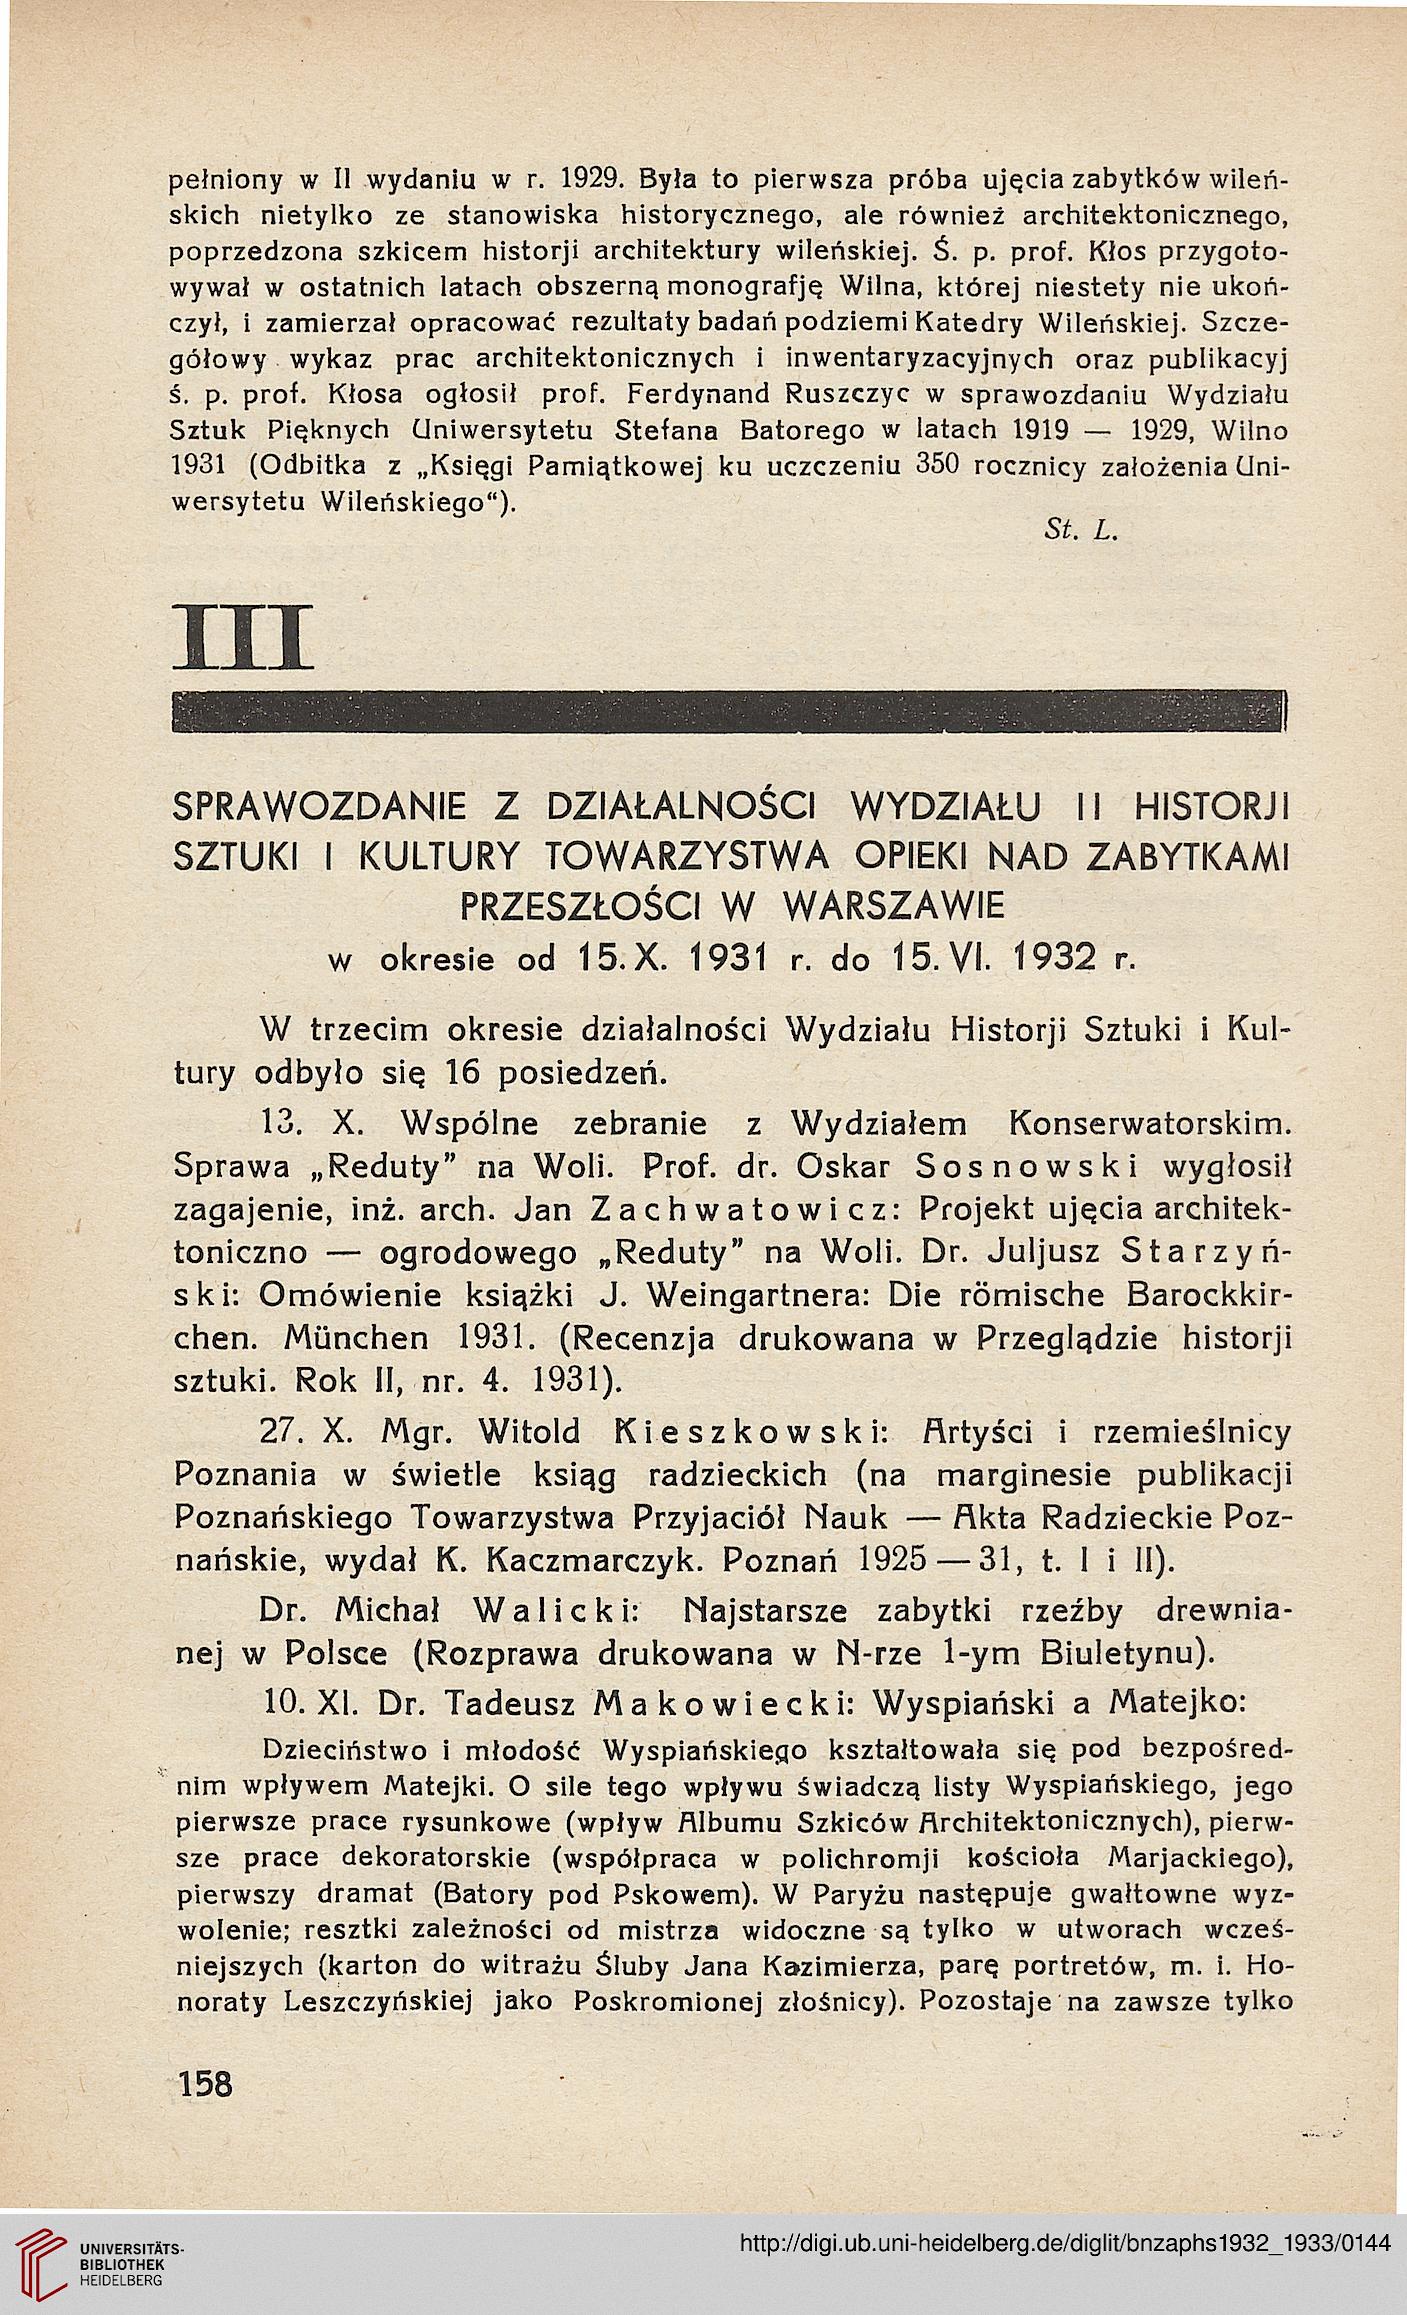 pełniony w II wydaniu w r. 1929. Była to pierwsza próba ujęcia zabytków wileń-
skich nietylko ze stanowiska historycznego, ale również architektonicznego,
poprzedzona szkicem historji architektury wileńskiej. Ś. p. prof. Kłos przygoto-
wywał w ostatnich latach obszerną monografję Wilna, której niestety nie ukoń-
czył, i zamierzał opracować rezultaty badań podziemi Katedry Wileńskiej. Szcze-
gółowy wykaz prac architektonicznych i inwentaryzacyjnych oraz publikacyj
ś. p. prof. Kłosa ogłosił prof. Ferdynand Ruszczyc w sprawozdaniu Wydziału
Sztuk Pięknych Uniwersytetu Stefana Batorego w latach 1919 — 1929, Wilno
1931 (Odbitka z „Księgi Pamiątkowej ku uczczeniu 350 rocznicy założenia Uni-
wersytetu Wileńskiego“).
St. L.
III
SPRAWOZDANIE Z DZIAŁALNOŚCI WYDZIAŁU II HISTORJI
SZTUKI I KULTURY TOWARZYSTWA OPIEKI NAD ZABYTKAMI
PRZESZŁOŚCI W WARSZAWIE
w okresie od 15. X. 1931 r. do 15. VI. 1932 r.
W trzecim okresie działalności Wydziału Historji Sztuki i Kul-
tury odbyło się 16 posiedzeń.
13. X. Wspólne zebranie z Wydziałem Konserwatorskim.
Sprawa „Reduty” na Woli. Prof. dr. Oskar Sosnowski wygłosił
zagajenie, inż. arch. Jan Zachwatowicz: Projekt ujęcia architek-
toniczno — ogrodowego „Reduty” na Woli. Dr. Juljusz Starzyń-
ski: Omówienie książki J. Weingartnera: Die römische Barockkir-
chen. München 1931. (Recenzja drukowana w Przeglądzie historji
sztuki. Rok II, nr. 4. 1931).
27. X. Mgr. Witold Kieszkowski: Artyści i rzemieślnicy
Poznania w świetle ksiąg radzieckich (na marginesie publikacji
Poznańskiego Towarzystwa Przyjaciół Nauk — Akta Radzieckie Poz-
nańskie, wydał K. Kaczmarczyk. Poznań 1925 — 31, t. I i II).
Dr. Michał Walicki: Najstarsze zabytki rzeźby drewnia-
nej w Polsce (Rozprawa drukowana w N-rze 1-ym Biuletynu).
10. XI. Dr. Tadeusz Makowiecki: Wyspiański a Matejko:
Dzieciństwo i młodość Wyspiańskiego kształtowała się pod bezpośred-
nim wpływem Matejki. O sile tego wpływu świadczą listy Wyspiańskiego, jego
pierwsze prace rysunkowe (wpływ Albumu Szkiców Architektonicznych), pierw-
sze prace dekoratorskie (współpraca w polichromji kościoła Marjackiego),
pierwszy dramat (Batory pod Pskowem). W Paryżu następuje gwałtowne wyz-
wolenie; resztki zależności od mistrza widoczne są tylko w utworach wcześ-
niejszych (karton do witrażu Śluby Jana Kazimierza, parę portretów, m. i. Ho-
noraty Leszczyńskiej jako Poskromionej złośnicy). Pozostaje na zawsze tylko
158
UNIVERSITÄTS-
BIBLIOTHEK
HEIDELBERG
http://digi.ub.uni-heidelberg.de/diglit/bnzaphs1932_1933/0144